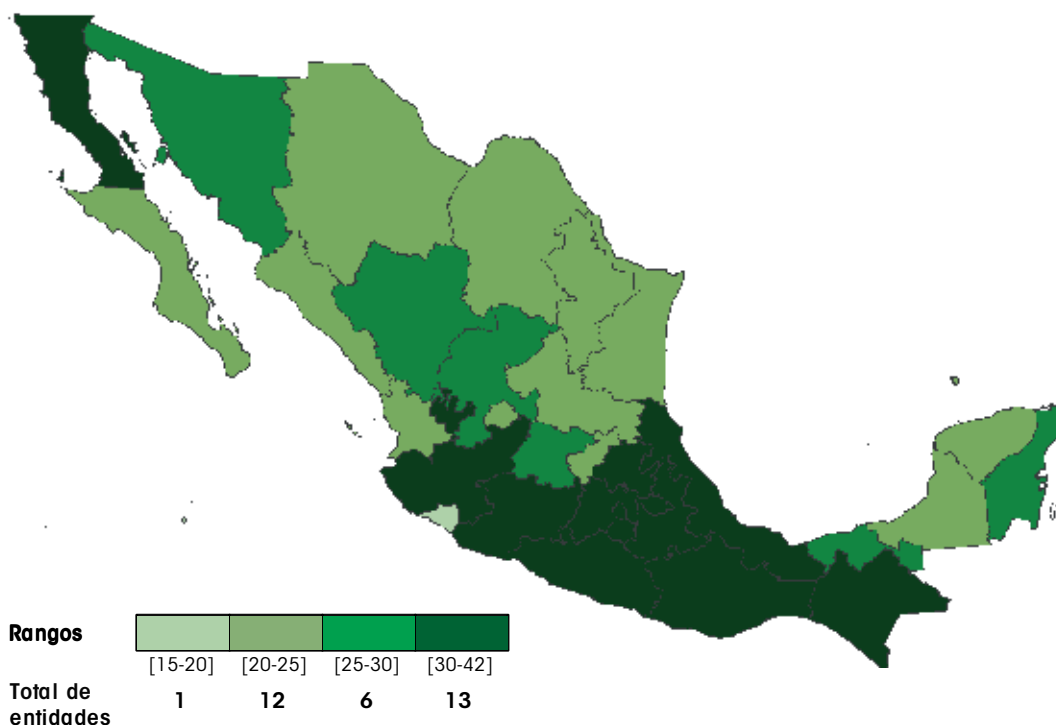 Rangos
[15-20] [20-25] [25-30] [30-42]
Total de
entidades
1 12 6 13